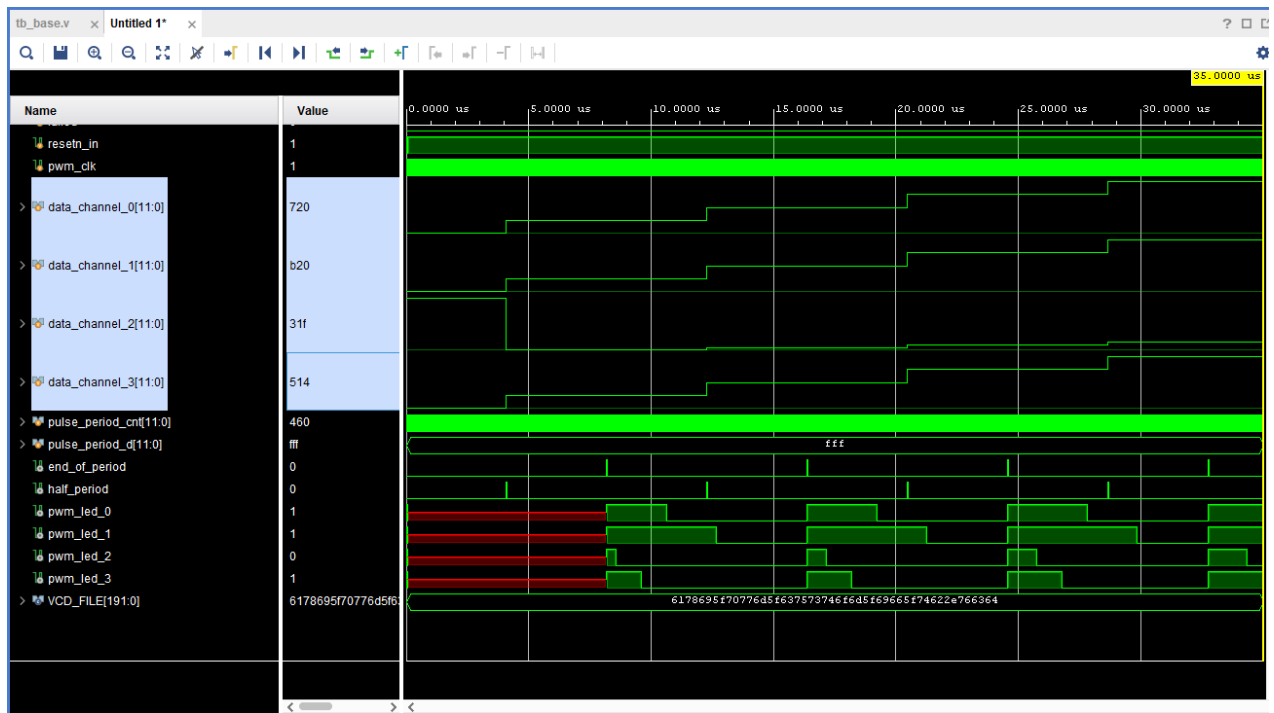 tb_base.v × Untitled 1* ×
35.0000 us
Name Value 0.0000 us 5.0000 us 10.0000 us 15.0000 us 20.0000 us 25.0000 us 30.0000 us
resetn_in 1
pwm_clk 1
data_channel_0[11:0] 720
data_channel_1[11:0] b20
data_channel_2[11:0] 31f
data_channel_3[11:0] 514
pulse_period_cnt[11:0] 460
pulse_period_d[11:0] fff fff
end_of_period 0
half_period 0
pwm_led_0 1
pwm_led_1 1
pwm_led_2 0
pwm_led_3 1
VCD_FILE[191:0] 6178695f70776d5f63 6178695f70776d5f637573746f6d5f69665f74622e766364